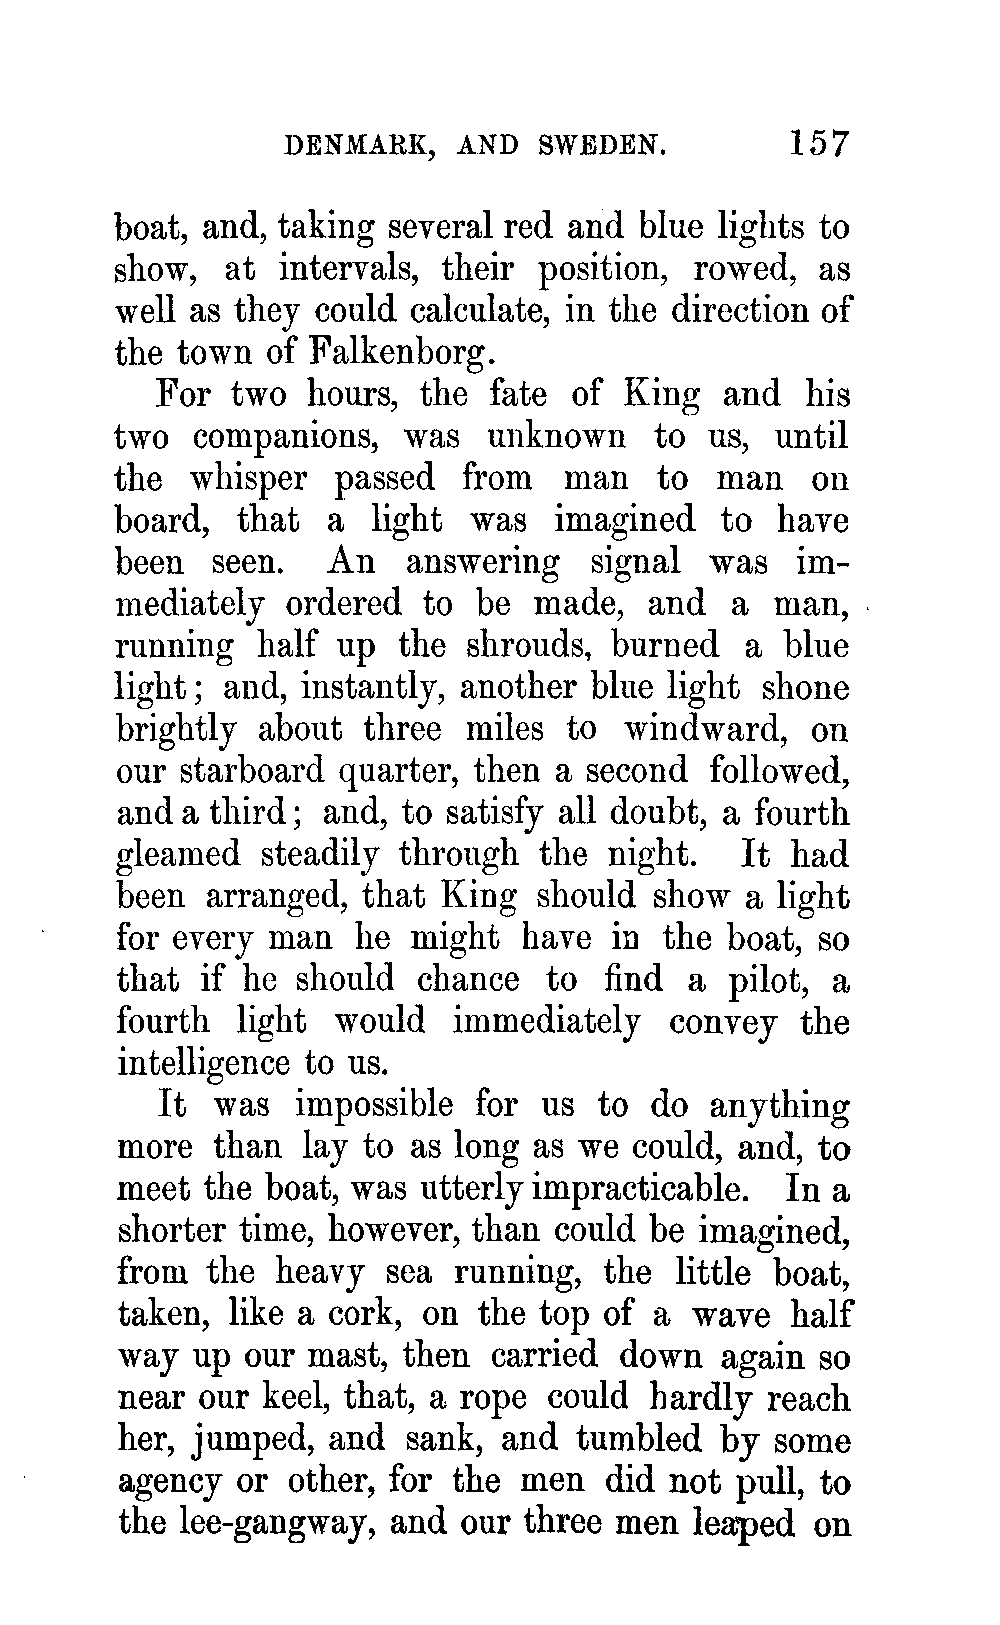 DENMARK, AND SWEDEN. 157
boat, and, taking several red and blue lights to
show, at intervals, their position, rowed, as
well as they could calculate, in the direction of
the town of Falkenborg.
For two hours, the fate of King and his
two companions, was unknown to us, until
the whisper passed from man to man on
board, that a light was imagined to have
been seen. An answering signal was im-
mediately ordered to be made, and a man,
running half up the shrouds, burned a blue
light; and, instantly, another blue light shone
brightly about three miles to windward, on
our starboard quarter, then a second followed,
and a third; and, to satisfy all doubt, a fourth
gleamed steadily through the night. It had
been arranged, that King should show a light
for every man he might have in the boat, so
that if he should chance to find a pilot, a
fourth light would immediately convey the
intelligence to us.
It was impossible for us to do anything
more than lay to as long as we could, and, to
meet the boat, was utterly impracticable. In a
shorter time, however, than could be imagined,
from the heavy sea running, the little boat,
taken, like a cork, on the top of a wave half
way up our mast, then carried down again so
near our keel, that, a rope could hardly reach
her, jumped, and sank, and tumbled by some
agency or other, for the men did not pull, to
the lee-gangway, and our three men leaped on